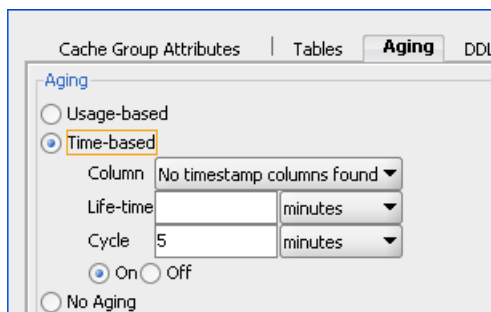 Cache Group Attributes Tables Aging DDL
Aging
Usage-based
Time-based
Column No timestamp columns found
Life-time minutes
Cycle 5 minutes
On Off
No Aging